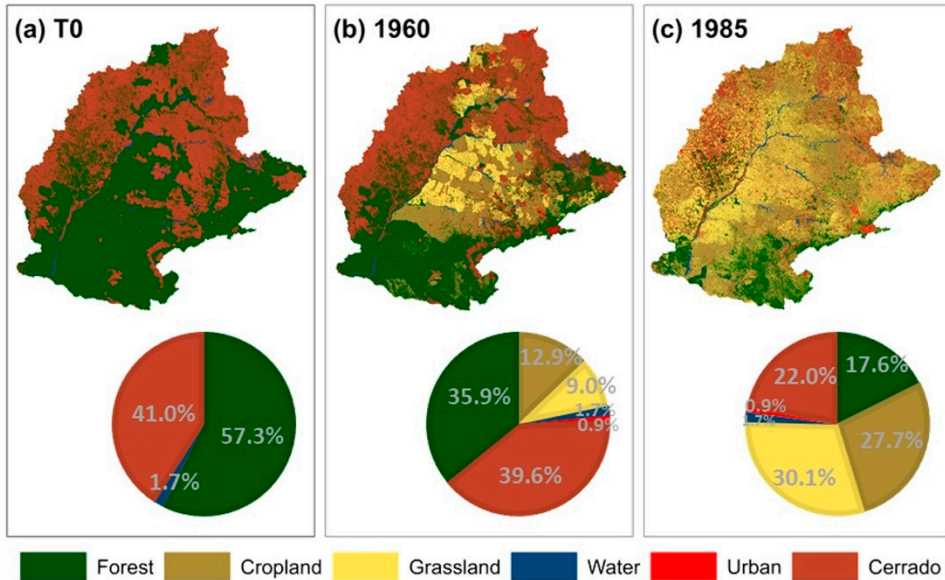 (a) T0
(b) 1960
(c) 1985
41.0%
57.3%
1.7%
12.9%
9.0%
1.7%
0.9%
35.9%
39.6%
17.6%
22.0%
0.9%
1.7%
27.7%
30.1%
Forest
Cropland
Grassland
Water
Urban
Cerrado